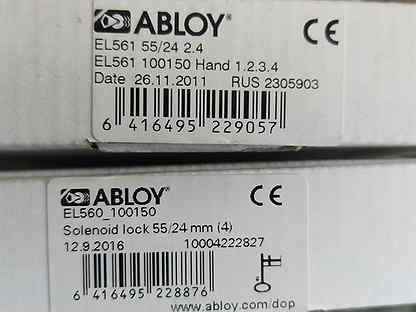 ABLOY® CE
EL561 55/24 2.4
EL561 100150 Hand 1.2.3.4
Date 26.11.2011 RUS 2305903
6 416495 229057
ABLOY® CE
EL560_100150
Solenoid lock 55/24 mm (4)
12.9.2016 10004222827
6 416495 228876
www.abloy.com/dop